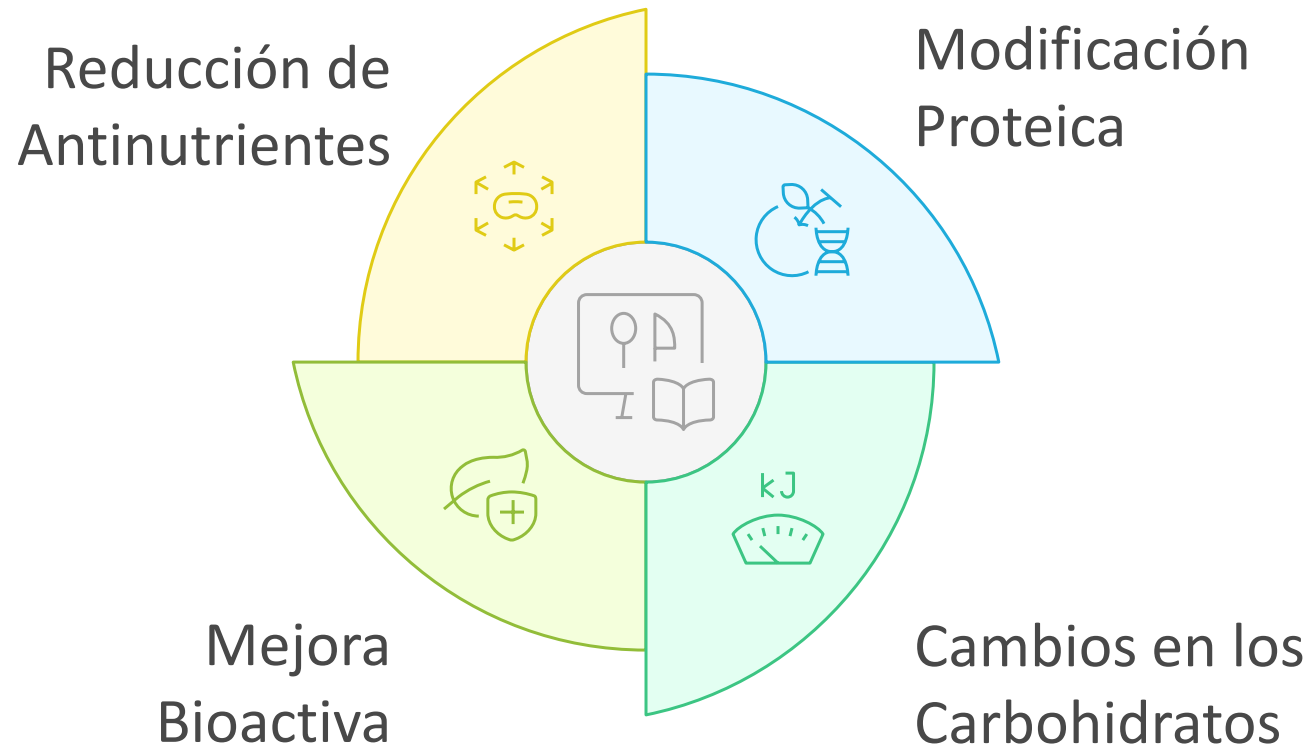 Reducción de
Antinutrientes
Modificación
Proteica
kJ
Mejora
Bioactiva
Cambios en los
Carbohidratos